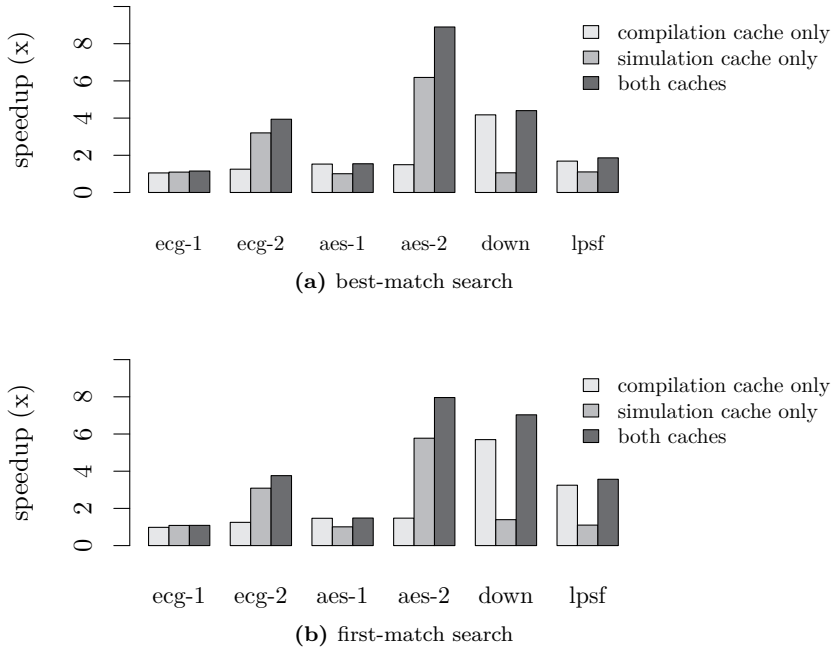 speedup (x)
8
6
4
2
0
compilation cache only
simulation cache only
both caches
ecg-1 ecg-2 aes-1 aes-2 down lpsf
(a) best-match search
speedup (x)
8
6
4
2
0
compilation cache only
simulation cache only
both caches
ecg-1 ecg-2 aes-1 aes-2 down lpsf
(b) first-match search